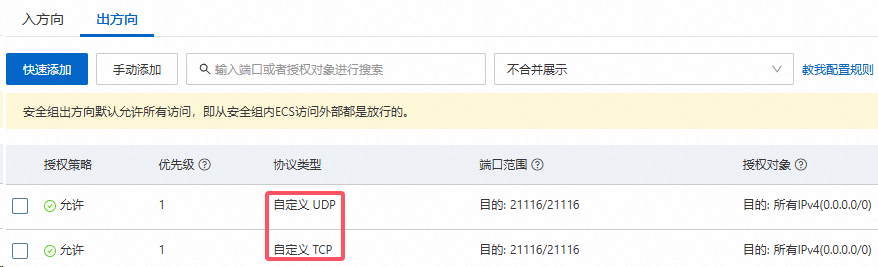 入方向 出方向
快速添加 手动添加 输入端口或者授权对象进行搜索 不合并展示 教我配置规则
安全组出方向默认允许所有访问，即从安全组内ECS访问外部都是放行的。
授权策略 优先级 协议类型 端口范围 授权对象
允许 1 自定义 UDP 目的: 21116/21116 目的: 所有IPv4(0.0.0.0/0)
允许 1 自定义 TCP 目的: 21116/21116 目的: 所有IPv4(0.0.0.0/0)